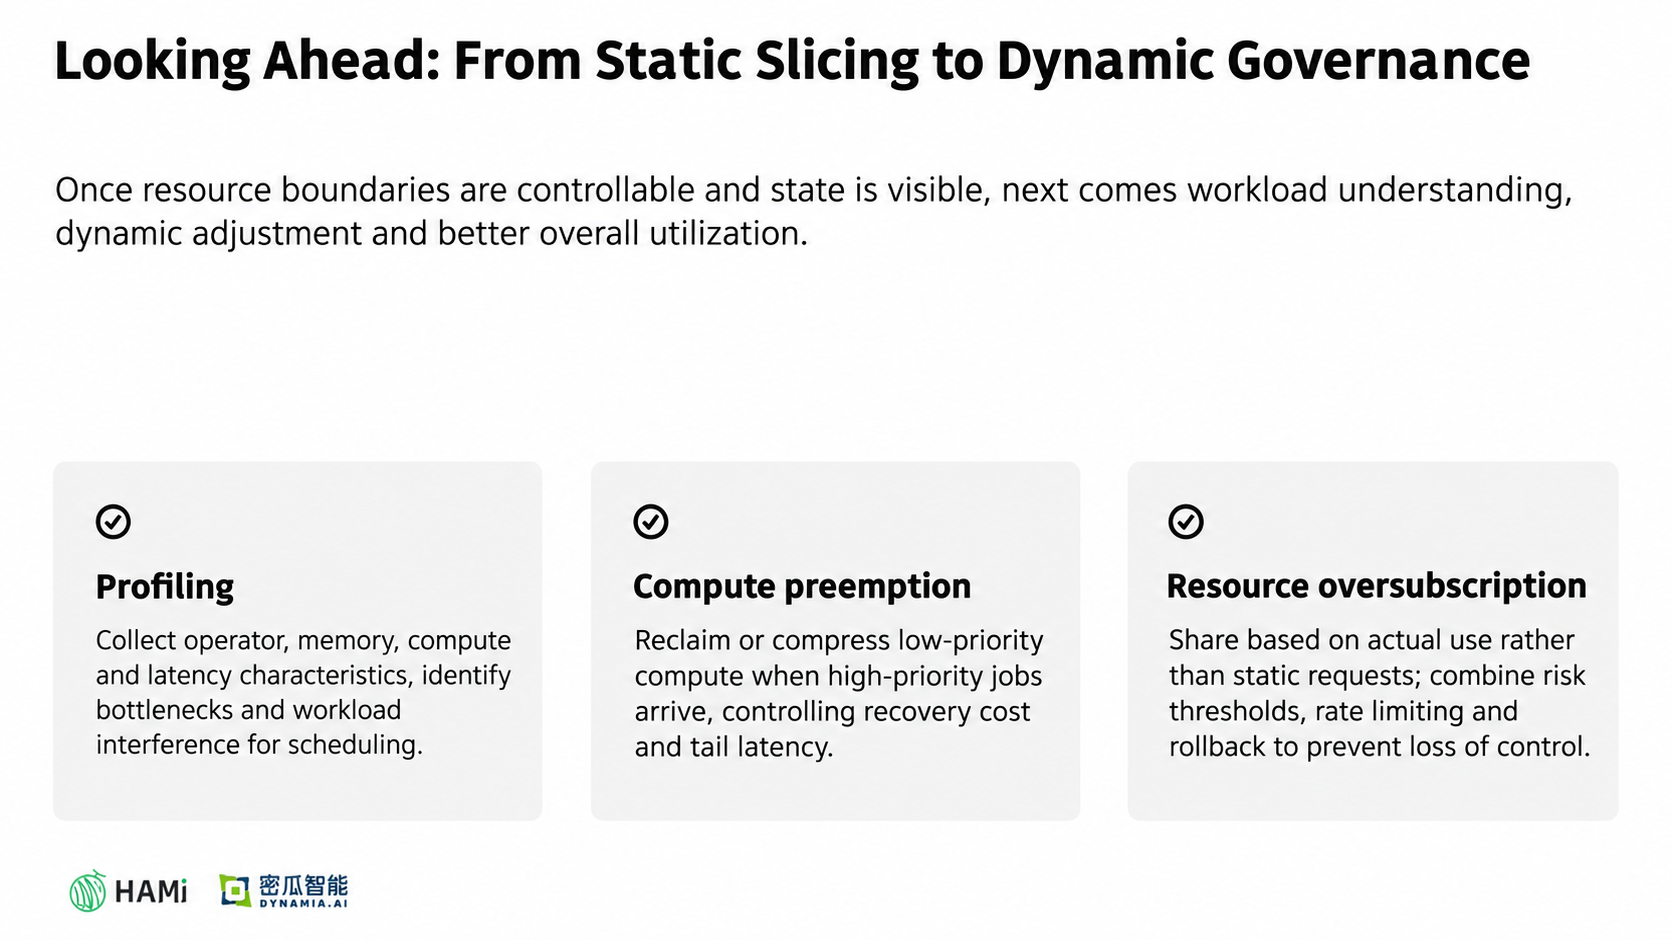 Looking Ahead: From Static Slicing to Dynamic Governance
Once resource boundaries are controllable and state is visible, next comes workload understanding,
dynamic adjustment and better overall utilization.
Profiling
Collect operator, memory, compute
and latency characteristics, identify
bottlenecks and workload
interference for scheduling.
Compute preemption
Reclaim or compress low-priority
compute when high-priority jobs
arrive, controlling recovery cost
and tail latency.
Resource oversubscription
Share based on actual use rather
than static requests; combine risk
thresholds, rate limiting and
rollback to prevent loss of control.
HAMi
密瓜智能
DYNAMIA.AI